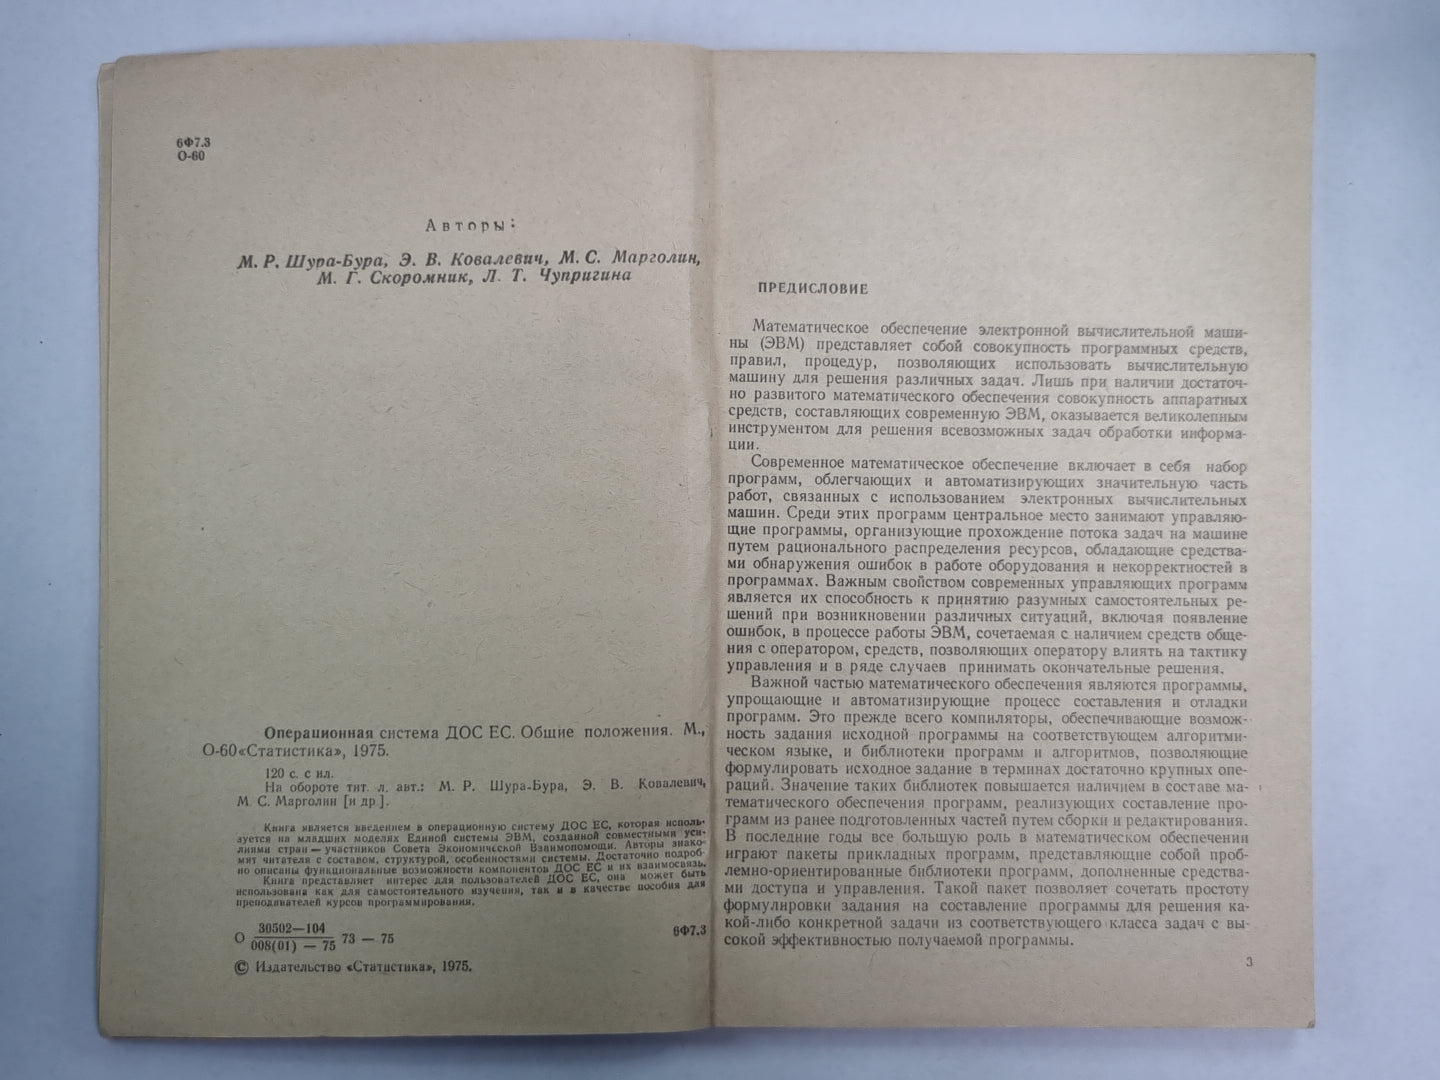 6Ф7.3
О-60
Авторы:
М. Р. Шура-Бура, Э. В. Ковалевич, М. С. Марголин,
М. Г. Скоромник, Л. Т. Чупригина
Операционная система ДОС ЕС. Общие положения. М.,
О-60 «Статистика», 1975.
120 с. с ил.
На обороте тит. л. авт.: М. Р. Шура-Бура, Э. В. Ковалевич,
М. С. Марголин [и др.].
Книга является введением в операционную систему ДОС ЕС, которая исполь-
зуется на младших моделях Единой системы ЭВМ, созданной совместными уси-
лиями стран — участников Совета Экономической Взаимопомощи. Авторы знако-
мят читателя с составом, структурой, особенностями системы. Достаточно подроб-
но описаны функциональные возможности компонентов ДОС ЕС и их взаимосвязь.
Книга представляет интерес для пользователей ДОС ЕС, она может быть
использована как для самостоятельного изучения, так и в качестве пособия для
преподавателей курсов программирования.
О 30502—104
008(01) — 75 73 — 75
6Ф7.3
© Издательство «Статистика», 1975.
ПРЕДИСЛОВИЕ
Математическое обеспечение электронной вычислительной маши-
ны (ЭВМ) представляет собой совокупность программных средств,
правил, процедур, позволяющих использовать вычислительную
машину для решения различных задач. Лишь при наличии достаточ-
но развитого математического обеспечения совокупность аппаратных
средств, составляющих современную ЭВМ, оказывается великолепным
инструментом для решения всевозможных задач обработки информа-
ции.
Современное математическое обеспечение включает в себя набор
программ, облегчающих и автоматизирующих значительную часть
работ, связанных с использованием электронных вычислительных
машин. Среди этих программ центральное место занимают управляю-
щие программы, организующие прохождение потока задач на машине
путем рационального распределения ресурсов, обладающие средства-
ми обнаружения ошибок в работе оборудования и некорректностей в
программах. Важным свойством современных управляющих программ
является их способность к принятию разумных самостоятельных ре-
шений при возникновении различных ситуаций, включая появление
ошибок, в процессе работы ЭВМ, сочетаемая с наличием средств обще-
ния с оператором, средств, позволяющих оператору влиять на тактику
управления и в ряде случаев принимать окончательные решения.
Важной частью математического обеспечения являются программы,
упрощающие и автоматизирующие процесс составления и отладки
программ. Это прежде всего компиляторы, обеспечивающие возмож-
ность задания исходной программы на соответствующем алгоритми-
ческом языке, и библиотеки программ и алгоритмов, позволяющие
формулировать исходное задание в терминах достаточно крупных опе-
раций. Значение таких библиотек повышается наличием в составе ма-
тематического обеспечения программ, реализующих составление про-
грамм из ранее подготовленных частей путем сборки и редактирования.
В последние годы все большую роль в математическом обеспечении
играют пакеты прикладных программ, представляющие собой проб-
лемно-ориентированные библиотеки программ, дополненные средства-
ми доступа и управления. Такой пакет позволяет сочетать простоту
формулировки задания на составление программы для решения ка-
кой-либо конкретной задачи из соответствующего класса задач с вы-
сокой эффективностью получаемой программы.
3